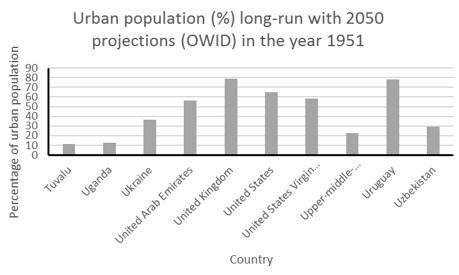 Urban population (%) long-run with 2050
projections (OWID) in the year 1951
Percentage of urban population
90
80
70
60
50
40
30
20
10
0
Tuvalu
Uganda
Ukraine
United Arab Emirates
United Kingdom
United States
United States Virgin...
Upper-middle-...
Uruguay
Uzbekistan
Country